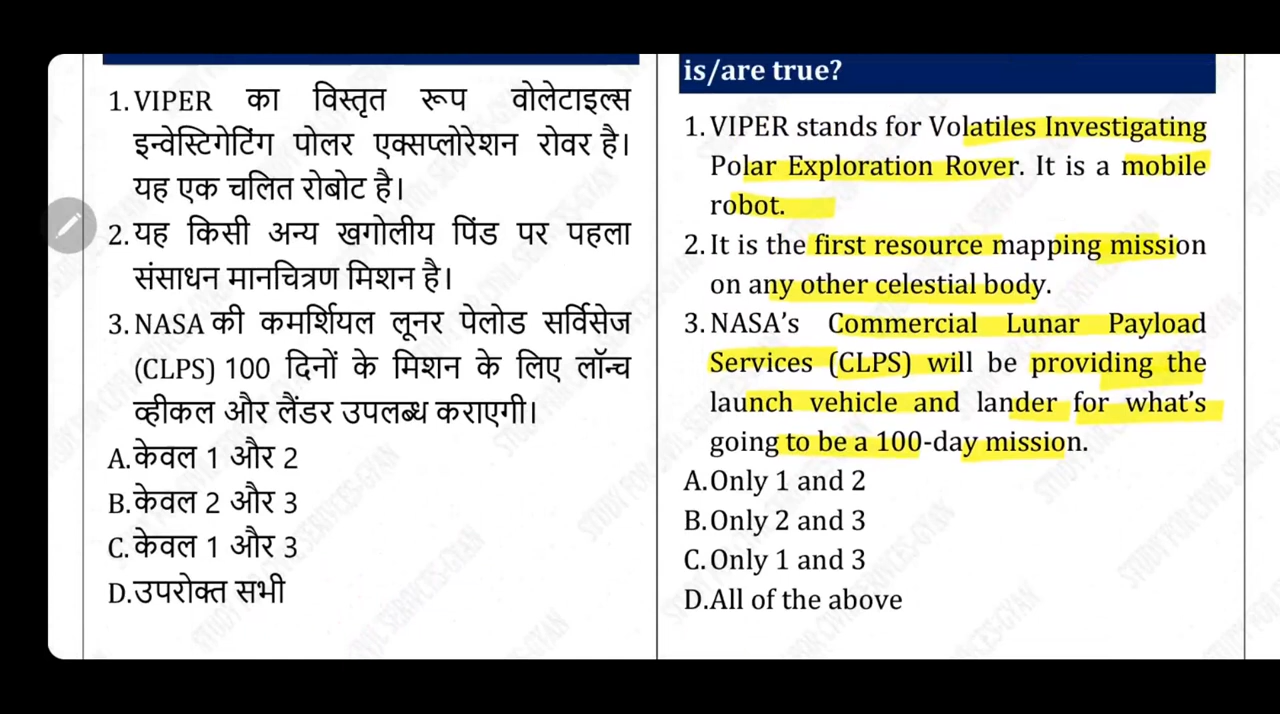 1. VIPER का विस्तृत रूप वोलेटाइल्स
इन्वेस्टिगेटिंग पोलर एक्सप्लोरेशन रोवर है।
यह एक चलित रोबोट है।
2. यह किसी अन्य खगोलीय पिंड पर पहला
संसाधन मानचित्रण मिशन है।
3. NASA की कमर्शियल लूनर पेलोड सर्विसेज
(CLPS) 100 दिनों के मिशन के लिए लॉन्च
व्हीकल और लैंडर उपलब्ध कराएगी।
A. केवल 1 और 2
B. केवल 2 और 3
C. केवल 1 और 3
D. उपरोक्त सभी
is/are true?
1. VIPER stands for Volatiles Investigating
Polar Exploration Rover. It is a mobile
robot.
2. It is the first resource mapping mission
on any other celestial body.
3. NASA's Commercial Lunar Payload
Services (CLPS) will be providing the
launch vehicle and lander for what's
going to be a 100-day mission.
A. Only 1 and 2
B. Only 2 and 3
C. Only 1 and 3
D. All of the above